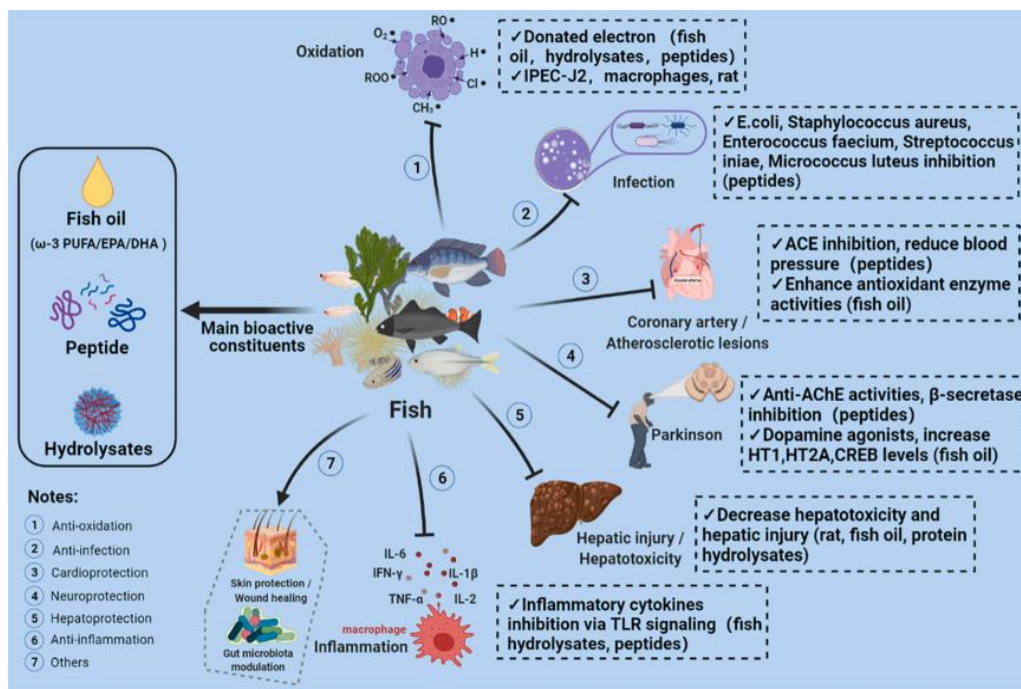 Oxidation
O₂•
RO•
H•
ROO•
Cl•
CH₃•
✓Donated electron (fish
oil, hydrolysates, peptides)
✓IPEC-J2, macrophages, rat
1
Infection
✓E.coli, Staphylococcus aureus,
Enterococcus faecium, Streptococcus
iniae, Micrococcus luteus inhibition
(peptides)
2
Fish oil
(ω-3 PUFA/EPA/DHA )
Peptide
Hydrolysates
Main bioactive
constituents
Fish
3
Coronary artery /
Atherosclerotic lesions
✓ACE inhibition, reduce blood
pressure (peptides)
✓Enhance antioxidant enzyme
activities (fish oil)
4
Parkinson
✓Anti-AChE activities, β-secretase
inhibition (peptides)
✓Dopamine agonists, increase
HT1,HT2A,CREB levels (fish oil)
5
Hepatic injury /
Hepatotoxicity
✓Decrease hepatotoxicity and
hepatic injury (rat, fish oil, protein
hydrolysates)
6
IL-6
IFN-γ
IL-1β
TNF-α
IL-2
macrophage
Inflammation
✓Inflammatory cytokines
inhibition via TLR signaling (fish
hydrolysates, peptides)
7
Skin protection /
Wound healing
Gut microbiota
modulation
Notes:
1 Anti-oxidation
2 Anti-infection
3 Cardioprotection
4 Neuroprotection
5 Hepatoprotection
6 Anti-inflammation
7 Others